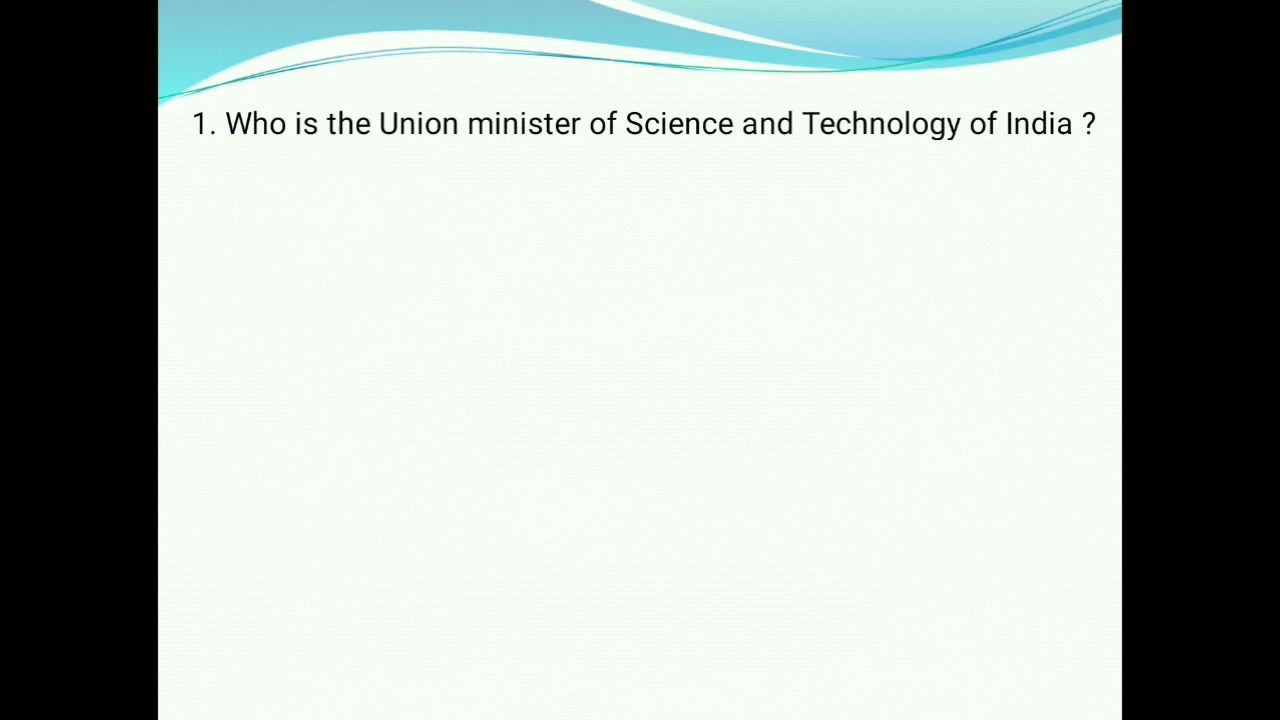 1. Who is the Union minister of Science and Technology of India ?